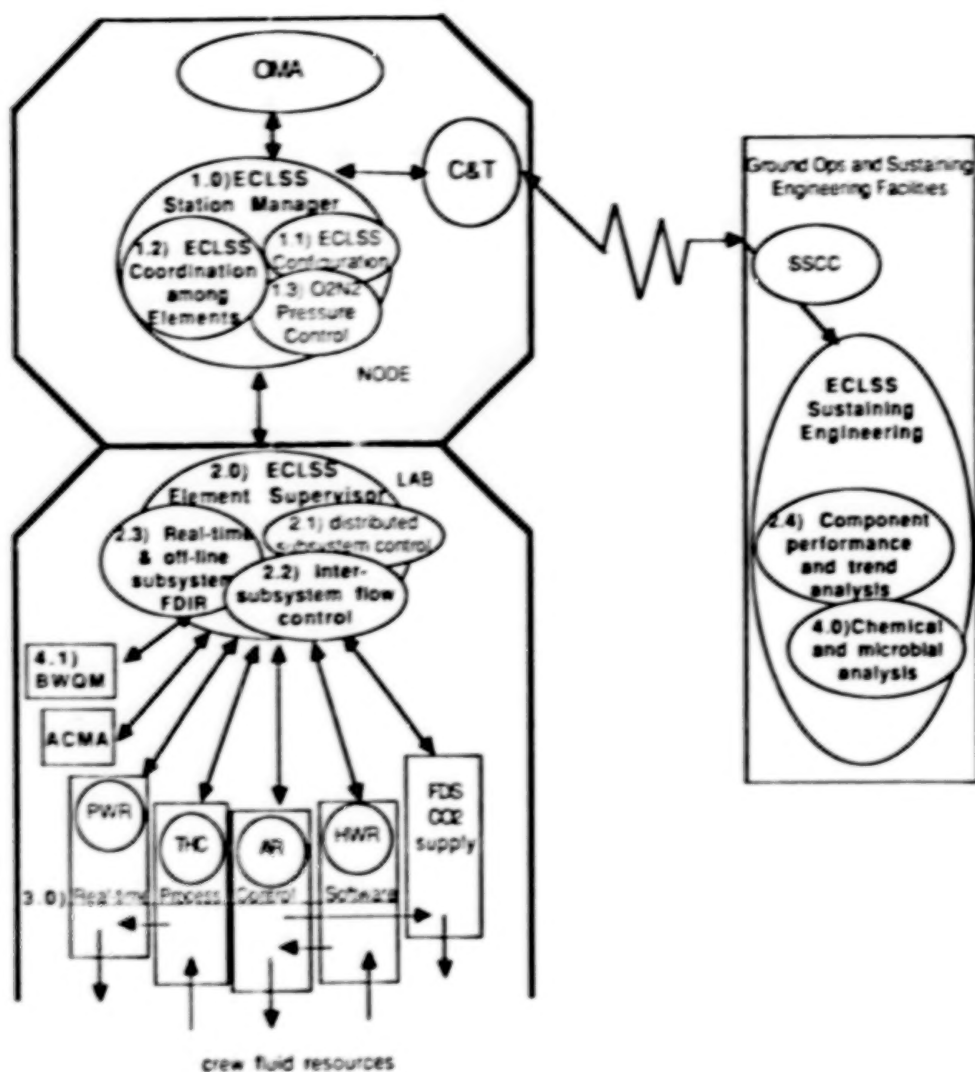 OMA
C&T
1.0) ECLSS
Station Manager
1.1) ECLSS
Configuration
1.2) ECLSS
Coordination
among
Elements
1.3) O2N2
Pressure
Control
NODE
Ground Ops and Sustaining
Engineering Facilities
SSCC
ECLSS
Sustaining
Engineering
2.4) Component
performance
and trend
analysis
4.0)Chemical
and microbial
analysis
2.0) ECLSS
Element Supervisor
LAB
2.1) distributed
subsystem control
2.3) Real-time
& off-line
subsystem
FDIR
2.2) Inter-
subsystem flow
control
4.1)
BWQM
ACMA
PWR
THC
AR
HWR
FDS
CO2
supply
3.0) Real-time Process Control Software
crew fluid resources